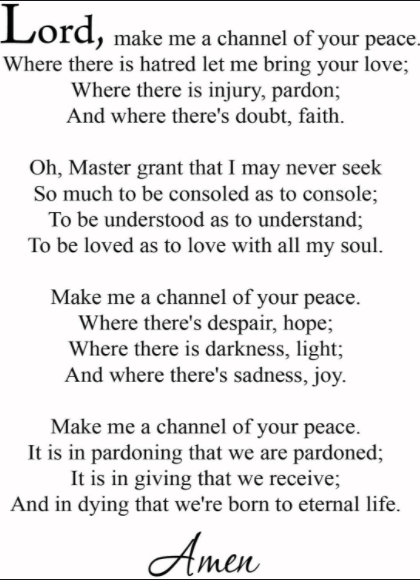 Lord, make me a channel of your peace.
Where there is hatred let me bring your love;
Where there is injury, pardon;
And where there's doubt, faith.
Oh, Master grant that I may never seek
So much to be consoled as to console;
To be understood as to understand;
To be loved as to love with all my soul.
Make me a channel of your peace.
Where there's despair, hope;
Where there is darkness, light;
And where there's sadness, joy.
Make me a channel of your peace.
It is in pardoning that we are pardoned;
It is in giving that we receive;
And in dying that we're born to eternal life.
Amen